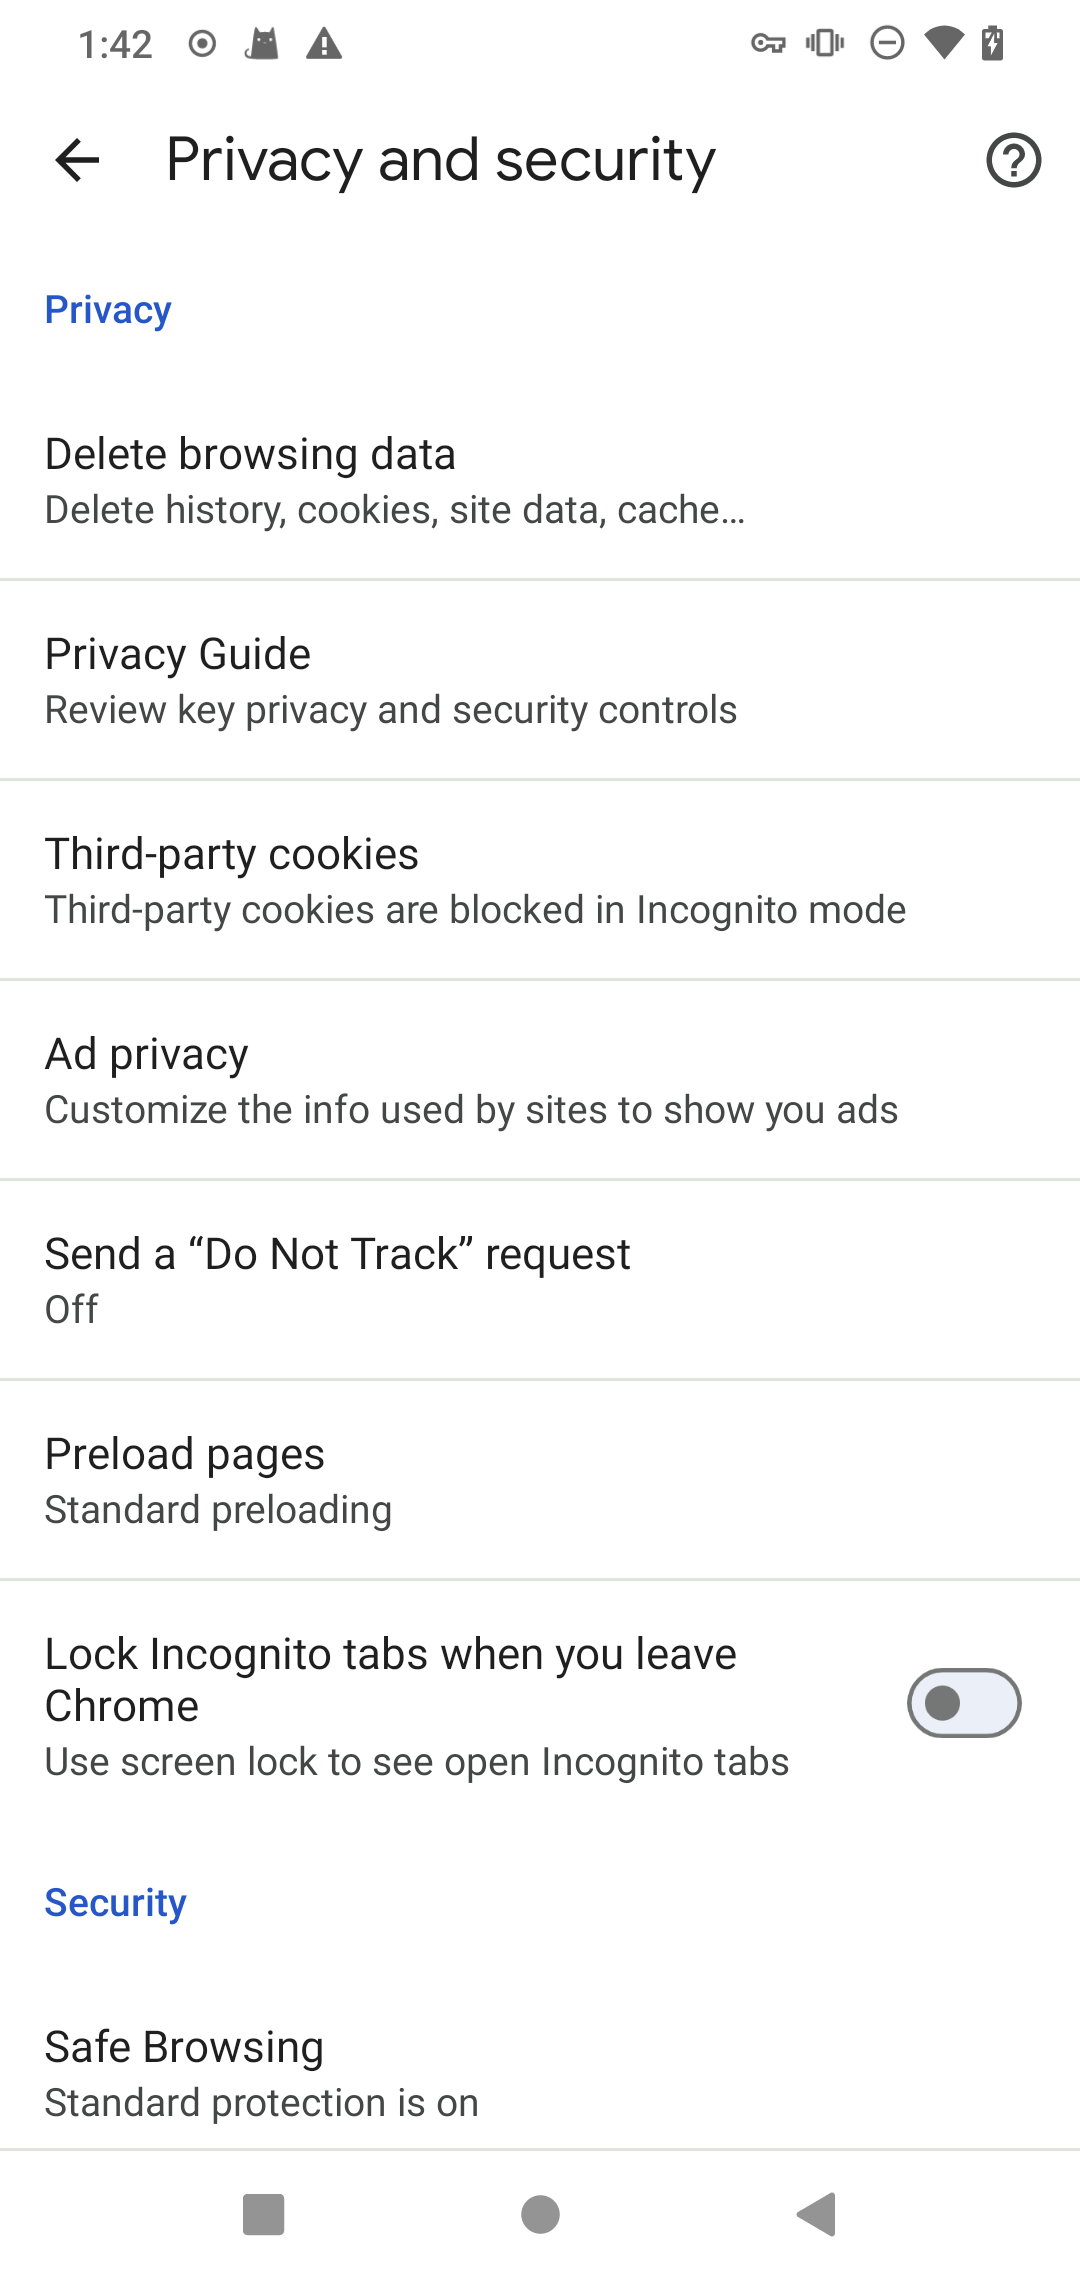 1:42
Privacy and security
Privacy
Delete browsing data
Delete history, cookies, site data, cache…
Privacy Guide
Review key privacy and security controls
Third-party cookies
Third-party cookies are blocked in Incognito mode
Ad privacy
Customize the info used by sites to show you ads
Send a “Do Not Track” request
Off
Preload pages
Standard preloading
Lock Incognito tabs when you leave
Chrome
Use screen lock to see open Incognito tabs
Security
Safe Browsing
Standard protection is on